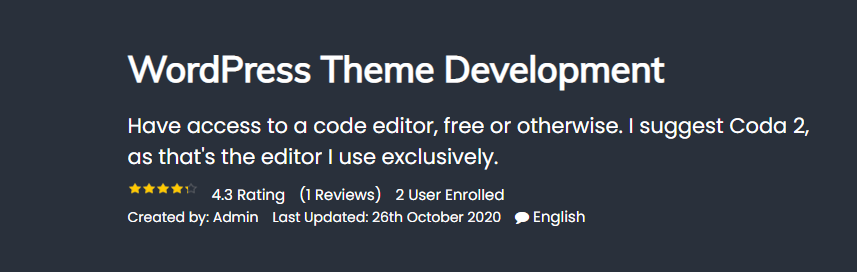 WordPress Theme Development
Have access to a code editor, free or otherwise. I suggest Coda 2,
as that's the editor I use exclusively.
4.3 Rating (1 Reviews) 2 User Enrolled
Created by: Admin Last Updated: 26th October 2020 English